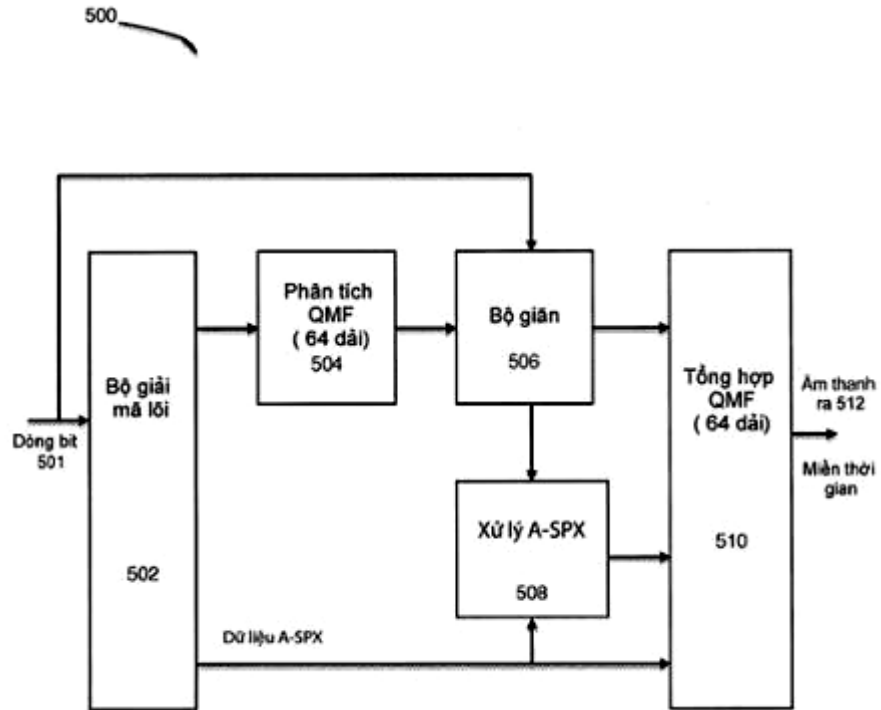 500
Phân tích
QMF
( 64 dải)
504
Bộ giãn
506
Bộ giải
mã lõi
502
Tổng hợp
QMF
( 64 dải)
510
Âm thanh
ra 512
Miền thời
gian
Dòng bit
501
Xử lý A-SPX
508
Dữ liệu A-SPX